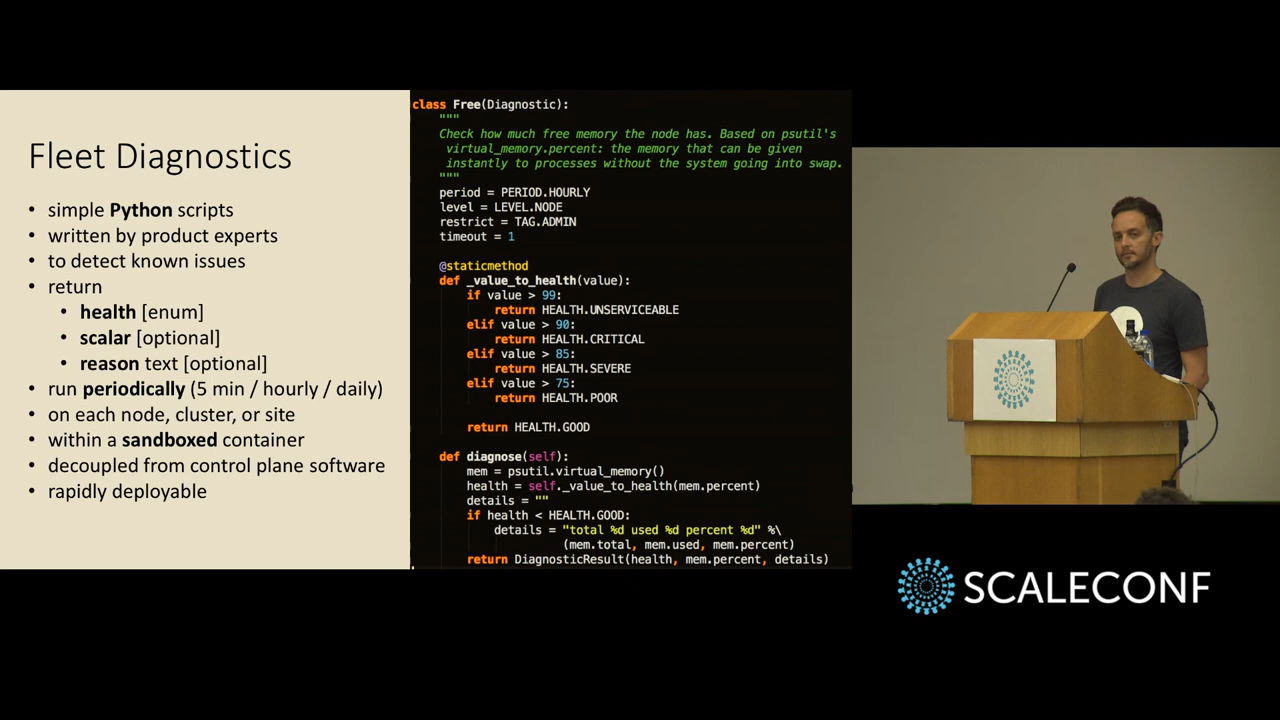 Fleet Diagnostics
• simple Python scripts
• written by product experts
• to detect known issues
• return
• health [enum]
• scalar [optional]
• reason text [optional]
• run periodically (5 min / hourly / daily)
• on each node, cluster, or site
• within a sandboxed container
• decoupled from control plane software
• rapidly deployable
class Free(Diagnostic):
    """
    Check how much free memory the node has. Based on psutil's
     virtual_memory.percent: the memory that can be given
     instantly to processes without the system going into swap.
    """
    period = PERIOD.HOURLY
    level = LEVEL.NODE
    restrict = TAG.ADMIN
    timeout = 1
    @staticmethod
    def _value_to_health(value):
        if value > 99:
            return HEALTH.UNSERVICEABLE
        elif value > 90:
            return HEALTH.CRITICAL
        elif value > 85:
            return HEALTH.SEVERE
        elif value > 75:
            return HEALTH.POOR
        return HEALTH.GOOD
    def diagnose(self):
        mem = psutil.virtual_memory()
        health = self._value_to_health(mem.percent)
        details = ""
        if health < HEALTH.GOOD:
            details = "total %d used %d percent %d" %\
                      (mem.total, mem.used, mem.percent)
        return DiagnosticResult(health, mem.percent, details)
SCALECONF